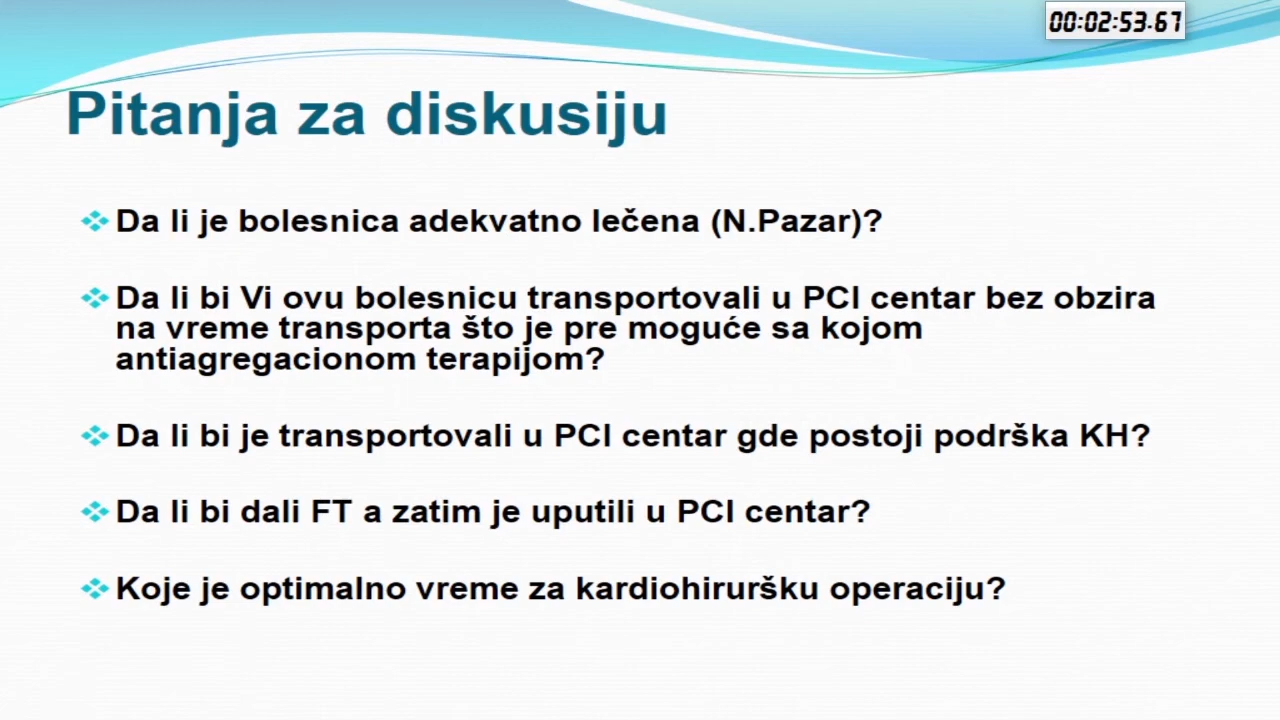 00:02:53.67
Pitanja za diskusiju
Da li je bolesnica adekvatno lečena (N.Pazar)?
Da li bi Vi ovu bolesnicu transportovali u PCI centar bez obzira
na vreme transporta što je pre moguće sa kojom
antiagregacionom terapijom?
Da li bi je transportovali u PCI centar gde postoji podrška KH?
Da li bi dali FT a zatim je uputili u PCI centar?
Koje je optimalno vreme za kardiohiruršku operaciju?